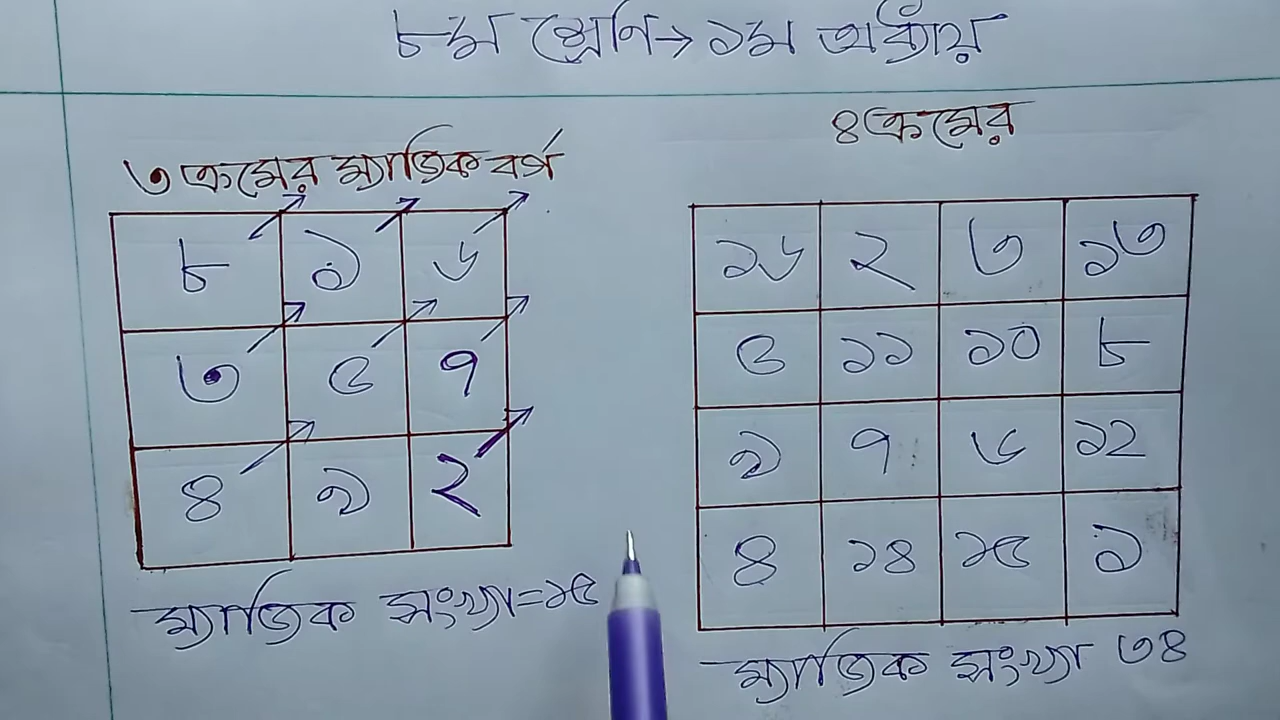 ৮ম শ্রেণি→১ম অধ্যায়
৩ ক্রমের ম্যাজিক বর্গ
৮ ১ ৬
৩ ৫ ৭
৪ ৯ ২
ম্যাজিক সংখ্যা=১৫
৪ ক্রমের
১৬ ২ ৩ ১৩
৫ ১১ ১০ ৮
৯ ৭ ৬ ১২
৪ ১৪ ১৫ ১
ম্যাজিক সংখ্যা ৩৪